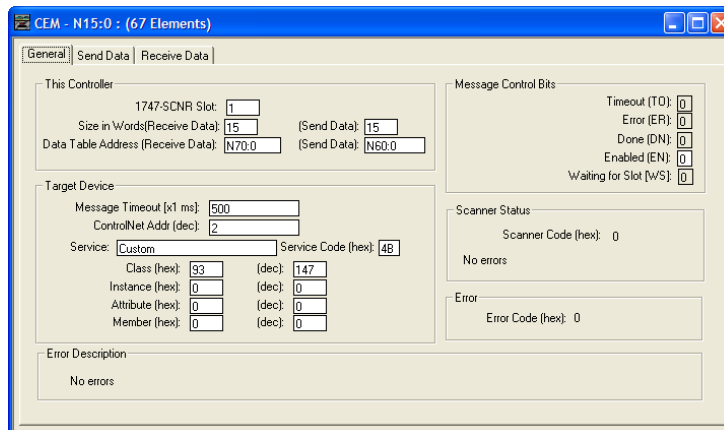 CEM - N15:0 : (67 Elements)
General Send Data Receive Data
This Controller
1747-SCNR Slot: 1
Size in Words(Receive Data): 15 (Send Data): 15
Data Table Address (Receive Data): N70:0 (Send Data): N60:0
Target Device
Message Timeout [x1 ms]: 500
ControlNet Addr (dec): 2
Service: Custom Service Code (hex): 4B
Class (hex): 93 (dec): 147
Instance (hex): 0 (dec): 0
Attribute (hex): 0 (dec): 0
Member (hex): 0 (dec): 0
Message Control Bits
Timeout (TO): 0
Error (ER): 0
Done (DN): 0
Enabled (EN): 0
Waiting for Slot [WS]: 0
Scanner Status
Scanner Code (hex): 0
No errors
Error
Error Code (hex): 0
Error Description
No errors